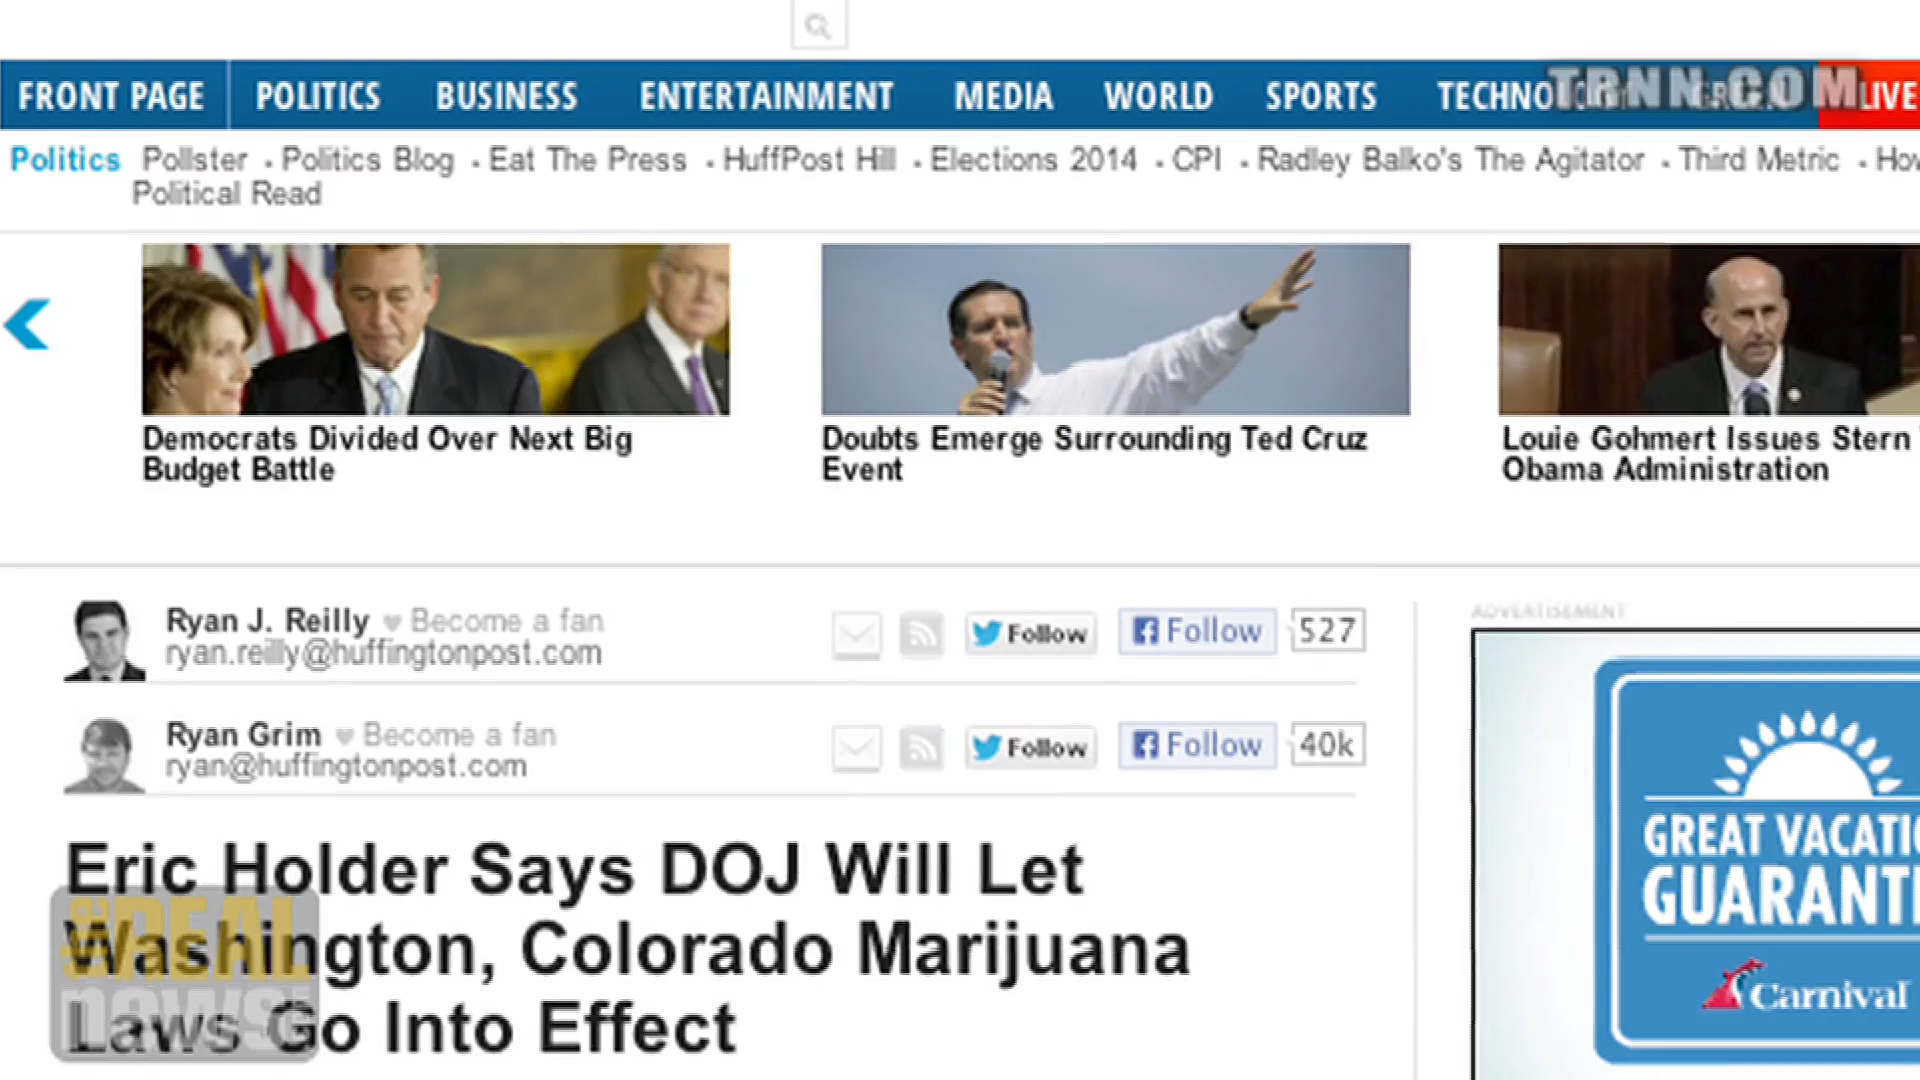 FRONT PAGE POLITICS BUSINESS ENTERTAINMENT MEDIA WORLD SPORTS LIVE
TRNN.COM
Politics Pollster • Politics Blog • Eat The Press • HuffPost Hill • Elections 2014 • CPI • Radley Balko's The Agitator • Third Metric •
Political Read
Democrats Divided Over Next Big
Budget Battle
Doubts Emerge Surrounding Ted Cruz
Event
Louie Gohmert Issues Stern
Obama Administration
Ryan J. Reilly ♥ Become a fan
ryan.reilly@huffingtonpost.com
Follow Follow 527
Ryan Grim ♥ Become a fan
ryan@huffingtonpost.com
Follow Follow 40k
ADVERTISEMENT
GREAT
GUARANT
Carnival
Eric Holder Says DOJ Will Let
Washington, Colorado Marijuana
Laws Go Into Effect
the REAL
news